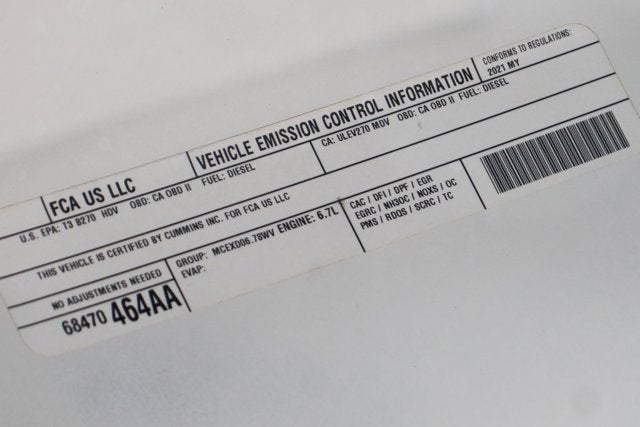 FCA US LLC
VEHICLE EMISSION CONTROL INFORMATION
CONFORMS TO REGULATIONS:
2021 MY
U.S. EPA: T3 B270 HDV OBD: CA OBD II FUEL: DIESEL
CA: ULEV270 MDV OBD: CA OBD II FUEL: DIESEL
THIS VEHICLE IS CERTIFIED BY CUMMINS INC. FOR FCA US LLC
NO ADJUSTMENTS NEEDED
68470 464AA
GROUP: MCEXD06.78WV ENGINE: 6.7L
EVAP:
CAC / DFI / DPF / EGR
EGRC / NH3OC / NOXS / OC
PMS / RDQS / SCRC / TC